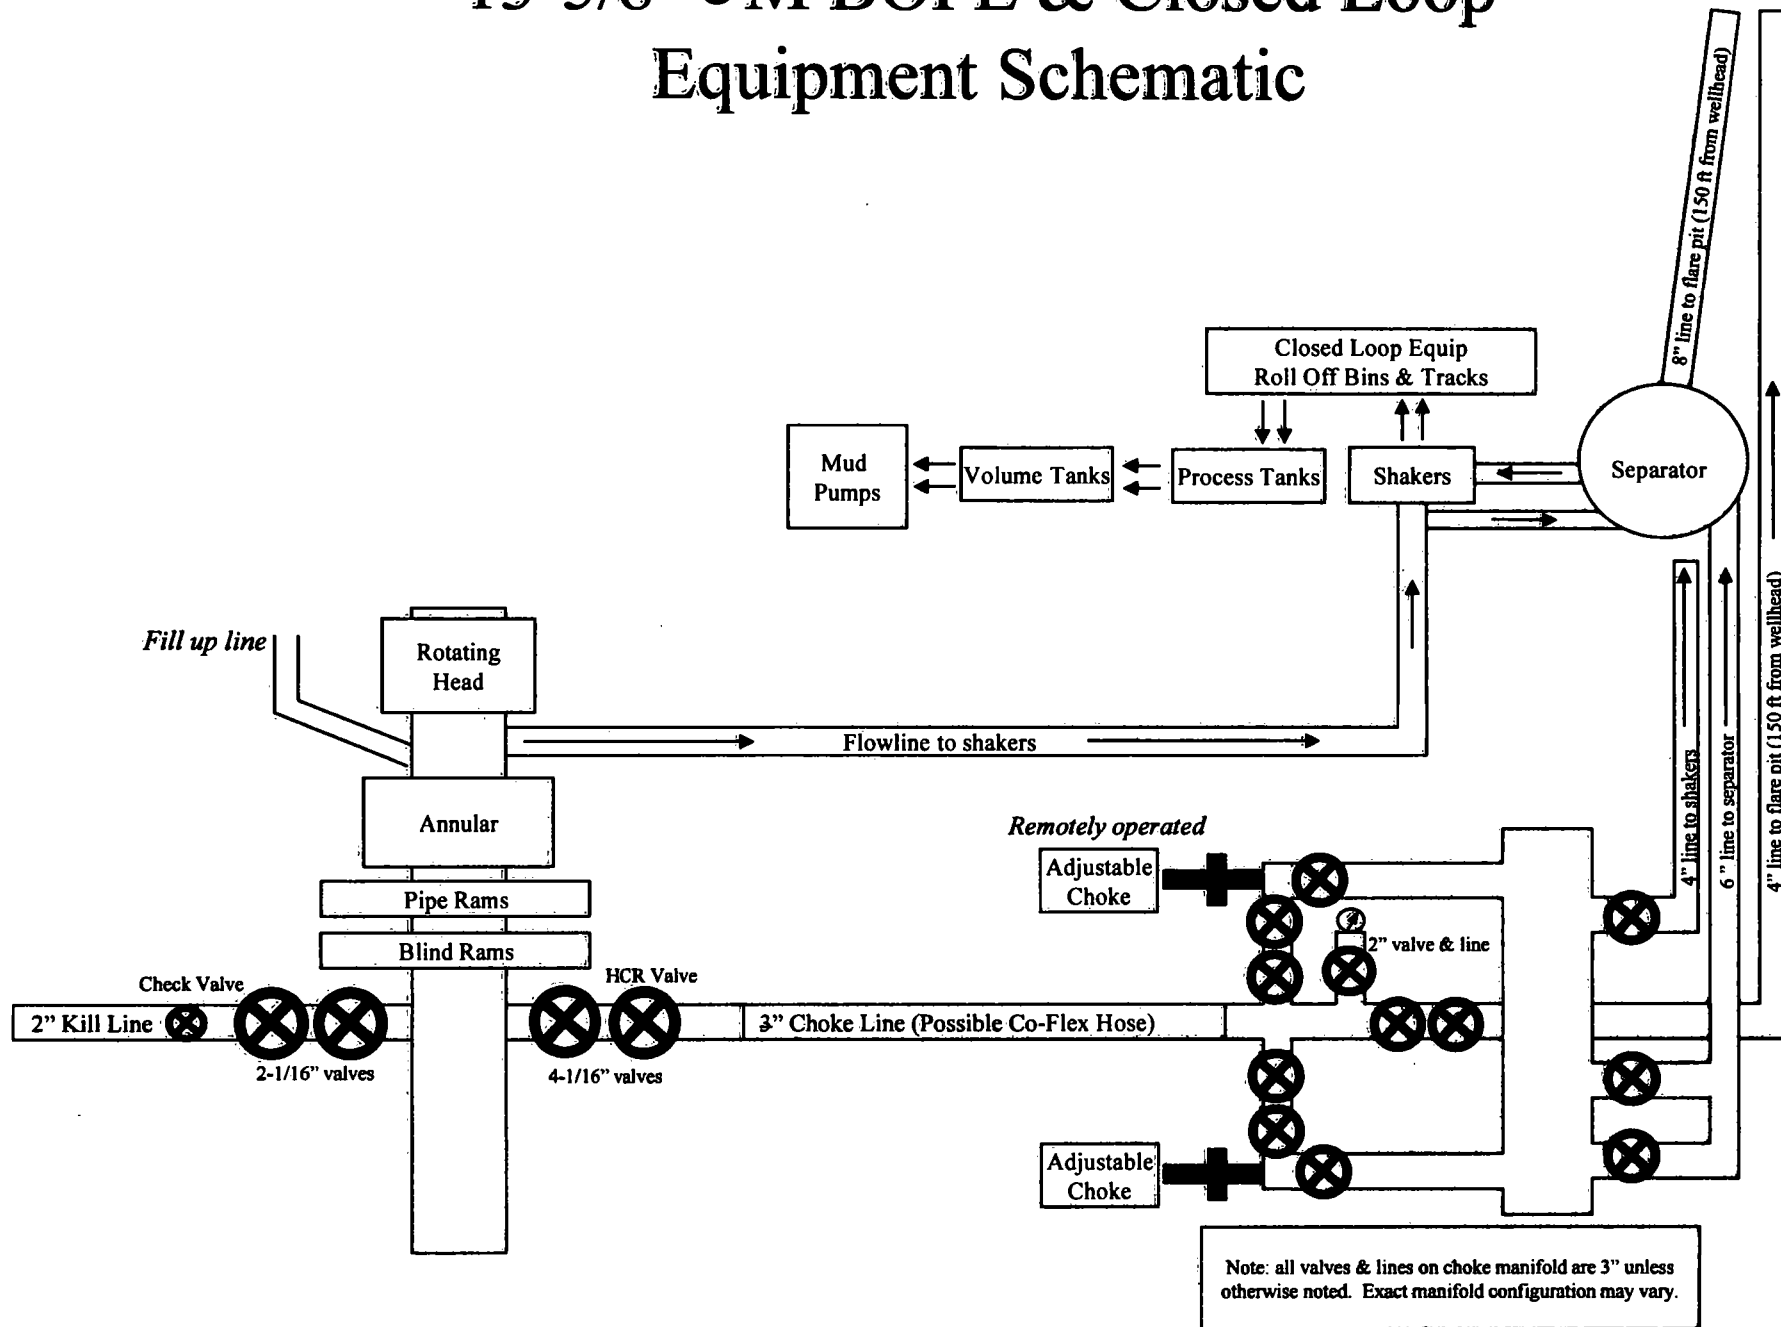 & Closed Loop
Equipment Schematic
8” line to flare pit (150 ft from wellhead)
Closed Loop Equip
Roll Off Bins & Tracks
Mud
Pumps
Volume Tanks
Process Tanks
Shakers
Separator
Fill up line
Rotating
Head
Flowline to shakers
Annular
Pipe Rams
Blind Rams
Remotely operated
Adjustable
Choke
2” valve & line
4” line to shakers
6” line to separator
4” line to flare pit (150 ft from wellhead)
Check Valve
HCR Valve
2” Kill Line
3” Choke Line (Possible Co-Flex Hose)
2-1/16” valves
4-1/16” valves
Adjustable
Choke
Note: all valves & lines on choke manifold are 3” unless
otherwise noted. Exact manifold configuration may vary.